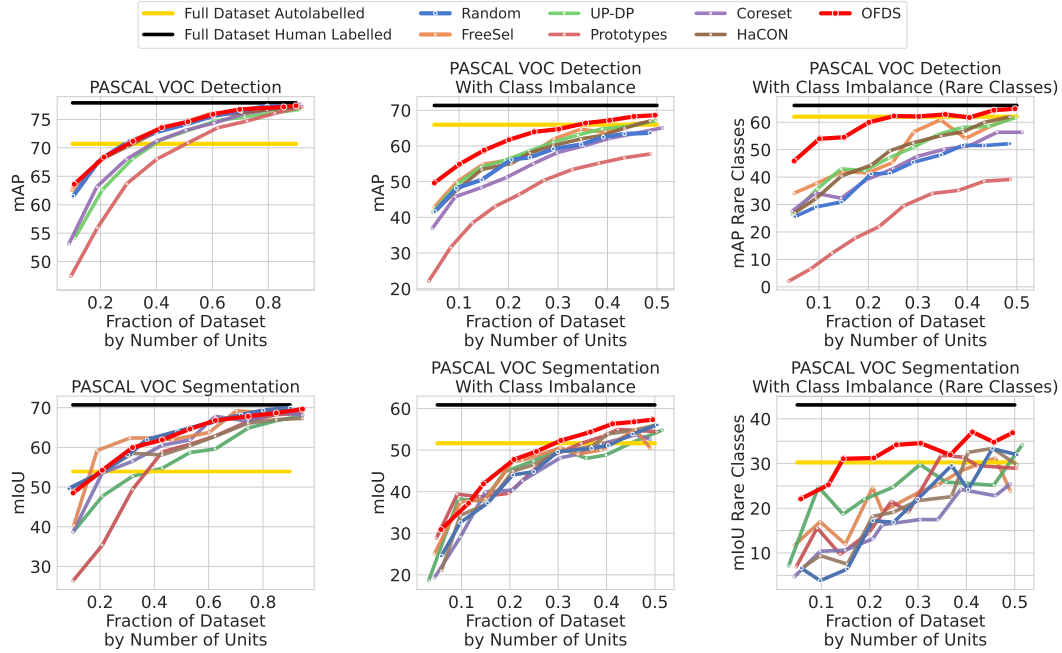 Full Dataset Autolabelled
Full Dataset Human Labelled
Random
FreeSel
UP-DP
Prototypes
Coreset
HaCON
OFDS
PASCAL VOC Detection
mAP
75
70
65
60
55
50
0.2 0.4 0.6 0.8
Fraction of Dataset
by Number of Units
PASCAL VOC Detection
With Class Imbalance
mAP
70
60
50
40
30
20
0.1 0.2 0.3 0.4 0.5
Fraction of Dataset
by Number of Units
PASCAL VOC Detection
With Class Imbalance (Rare Classes)
mAP Rare Classes
60
50
40
30
20
10
0
0.1 0.2 0.3 0.4 0.5
Fraction of Dataset
by Number of Units
PASCAL VOC Segmentation
mIoU
70
60
50
40
30
0.2 0.4 0.6 0.8
Fraction of Dataset
by Number of Units
PASCAL VOC Segmentation
With Class Imbalance
mIoU
60
50
40
30
20
0.1 0.2 0.3 0.4 0.5
Fraction of Dataset
by Number of Units
PASCAL VOC Segmentation
With Class Imbalance (Rare Classes)
mIoU Rare Classes
40
30
20
10
0.1 0.2 0.3 0.4 0.5
Fraction of Dataset
by Number of Units